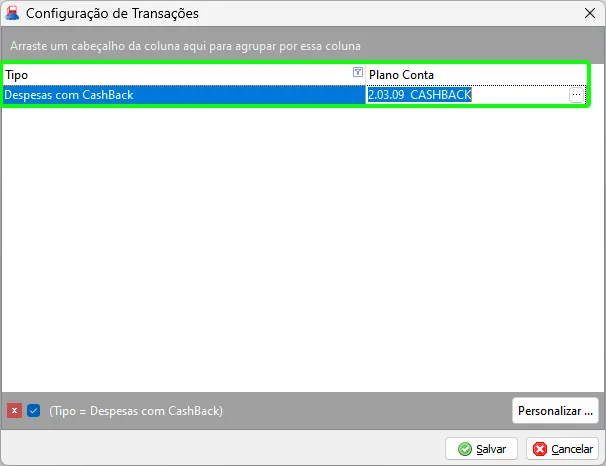 Configuração de Transações
Arraste um cabeçalho da coluna aqui para agrupar por essa coluna
Tipo Plano Conta
Despesas com CashBack 2.03.09 CASHBACK ...
x (Tipo = Despesas com CashBack) Personalizar ...
Salvar Cancelar